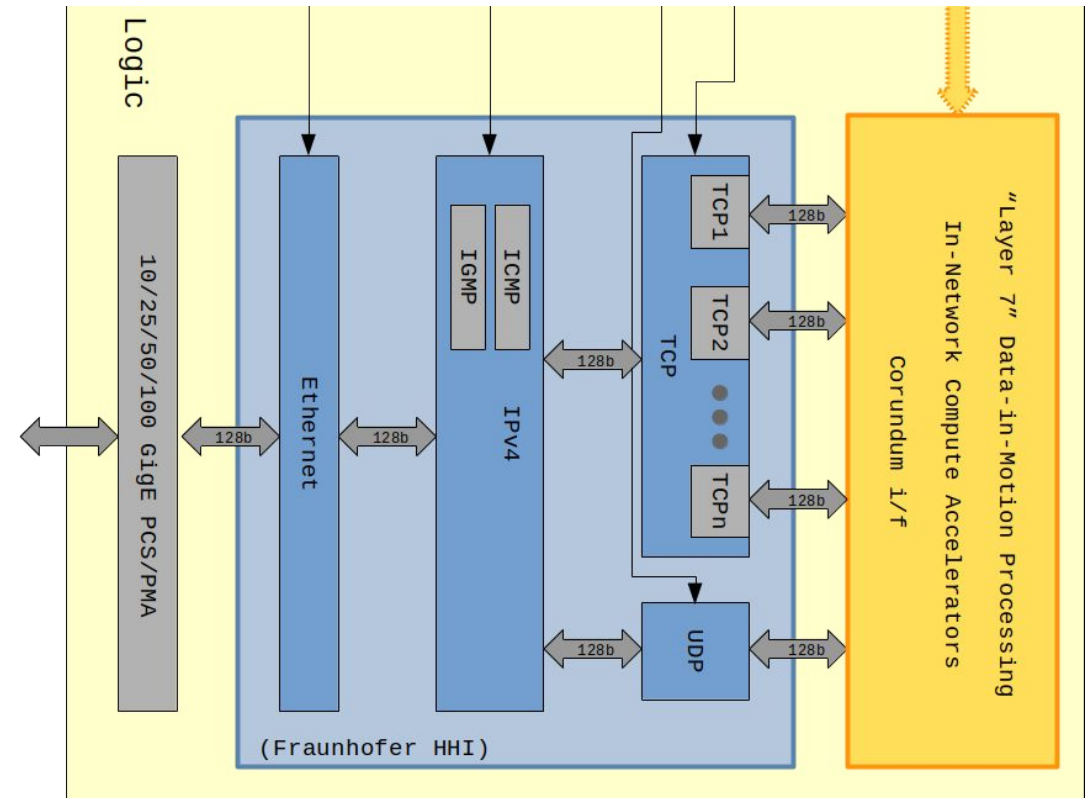 Logic
10/25/50/100 GigE PCS/PMA
128b
Ethernet
128b
IGMP
ICMP
IPv4
128b
128b
TCP
TCP1
TCP2
TCPn
UDP
128b
128b
128b
128b
“Layer 7” Data-in-Motion Processing
In-Network Compute Accelerators
Corundum i/f
(Fraunhofer HHI)